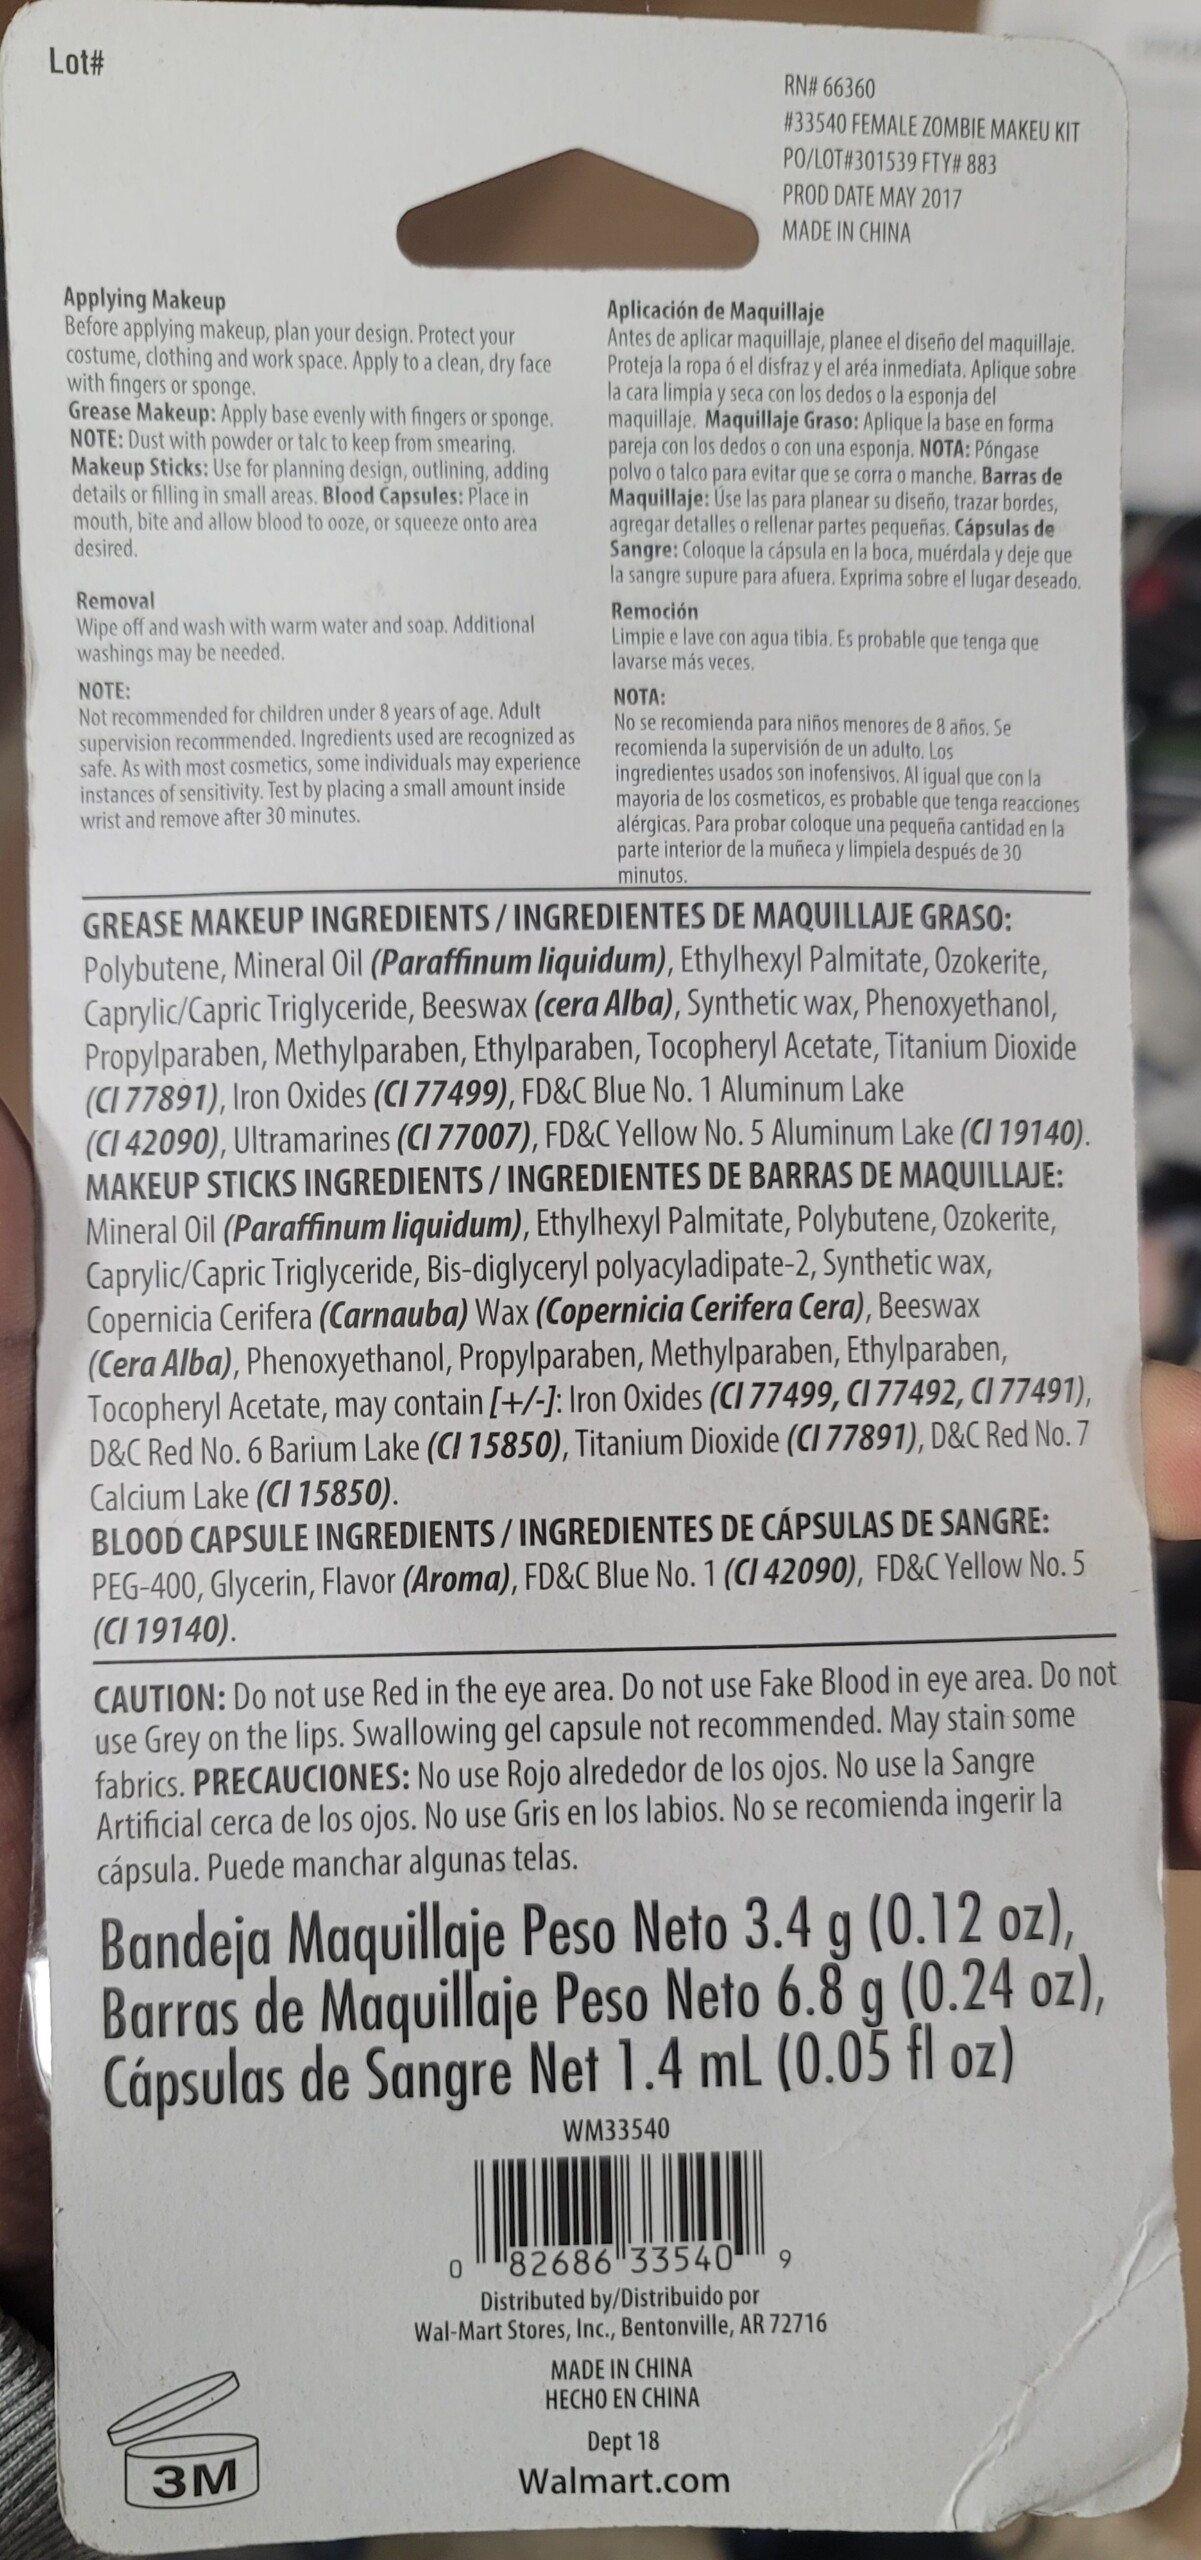 Lot#
RN# 66360
#33540 FEMALE ZOMBIE MAKEU KIT
PO/LOT#301539 FTY# 883
PROD DATE MAY 2017
MADE IN CHINA
Applying Makeup
Before applying makeup, plan your design. Protect your
costume, clothing and work space. Apply to a clean, dry face
with fingers or sponge.
Grease Makeup: Apply base evenly with fingers or sponge.
NOTE: Dust with powder or talc to keep from smearing.
Makeup Sticks: Use for planning design, outlining, adding
details or filling in small areas. Blood Capsules: Place in
mouth, bite and allow blood to ooze, or squeeze onto area
desired.
Removal
Wipe off and wash with warm water and soap. Additional
washings may be needed.
NOTE:
Not recommended for children under 8 years of age. Adult
supervision recommended. Ingredients used are recognized as
safe. As with most cosmetics, some individuals may experience
instances of sensitivity. Test by placing a small amount inside
wrist and remove after 30 minutes.
Aplicación de Maquillaje
Antes de aplicar maquillaje, planee el diseño del maquillaje.
Proteja la ropa ó el disfraz y el aréa inmediata. Aplique sobre
la cara limpia y seca con los dedos o la esponja del
maquillaje. Maquillaje Graso: Aplique la base en forma
pareja con los dedos o con una esponja. NOTA: Póngase
polvo o talco para evitar que se corra o manche. Barras de
Maquillaje: Úse las para planear su diseño, trazar bordes,
agregar detalles o rellenar partes pequeñas. Cápsulas de
Sangre: Coloque la cápsula en la boca, muérdala y deje que
la sangre supure para afuera. Exprima sobre el lugar deseado.
Remoción
Limpie e lave con agua tibia. Es probable que tenga que
lavarse más veces.
NOTA:
No se recomienda para niños menores de 8 años. Se
recomienda la supervisión de un adulto. Los
ingredientes usados son inofensivos. Al igual que con la
mayoria de los cosmeticos, es probable que tenga reacciones
alérgicas. Para probar coloque una pequeña cantidad en la
parte interior de la muñeca y limpiela después de 30
minutos.
GREASE MAKEUP INGREDIENTS / INGREDIENTES DE MAQUILLAJE GRASO:
Polybutene, Mineral Oil (Paraffinum liquidum), Ethylhexyl Palmitate, Ozokerite,
Caprylic/Capric Triglyceride, Beeswax (cera Alba), Synthetic wax, Phenoxyethanol,
Propylparaben, Methylparaben, Ethylparaben, Tocopheryl Acetate, Titanium Dioxide
(CI 77891), Iron Oxides (CI 77499), FD&C Blue No. 1 Aluminum Lake
(CI 42090), Ultramarines (CI 77007), FD&C Yellow No. 5 Aluminum Lake (CI 19140).
MAKEUP STICKS INGREDIENTS / INGREDIENTES DE BARRAS DE MAQUILLAJE:
Mineral Oil (Paraffinum liquidum), Ethylhexyl Palmitate, Polybutene, Ozokerite,
Caprylic/Capric Triglyceride, Bis-diglyceryl polyacyladipate-2, Synthetic wax,
Copernicia Cerifera (Carnauba) Wax (Copernicia Cerifera Cera), Beeswax
(Cera Alba), Phenoxyethanol, Propylparaben, Methylparaben, Ethylparaben,
Tocopheryl Acetate, may contain [+/-]: Iron Oxides (CI 77499, CI 77492, CI 77491),
D&C Red No. 6 Barium Lake (CI 15850), Titanium Dioxide (CI 77891), D&C Red No. 7
Calcium Lake (CI 15850).
BLOOD CAPSULE INGREDIENTS / INGREDIENTES DE CÁPSULAS DE SANGRE:
PEG-400, Glycerin, Flavor (Aroma), FD&C Blue No. 1 (CI 42090), FD&C Yellow No. 5
(CI 19140).
CAUTION: Do not use Red in the eye area. Do not use Fake Blood in eye area. Do not
use Grey on the lips. Swallowing gel capsule not recommended. May stain some
fabrics. PRECAUCIONES: No use Rojo alrededor de los ojos. No use la Sangre
Artificial cerca de los ojos. No use Gris en los labios. No se recomienda ingerir la
cápsula. Puede manchar algunas telas.
Bandeja Maquillaje Peso Neto 3.4 g (0.12 oz),
Barras de Maquillaje Peso Neto 6.8 g (0.24 oz),
Cápsulas de Sangre Net 1.4 mL (0.05 fl oz)
WM33540
0 82686 33540 9
Distributed by/Distribuido por
Wal-Mart Stores, Inc., Bentonville, AR 72716
MADE IN CHINA
HECHO EN CHINA
Dept 18
Walmart.com
3M